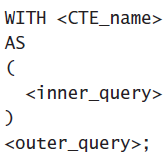 WITH <CTE_name>
AS
(
  <inner_query>
)
<outer_query>;